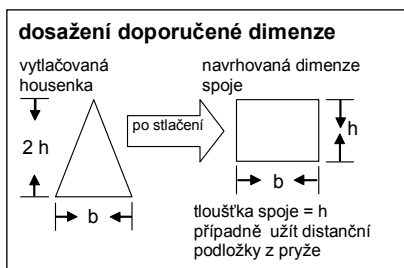 dosažení doporučené dimenze
vytlačovaná
housenka
navrhovaná dimenze
spoje
2 h
po stlačení
h
b
b
tloušťka spoje = h
případně užít distanční
podložky z pryže